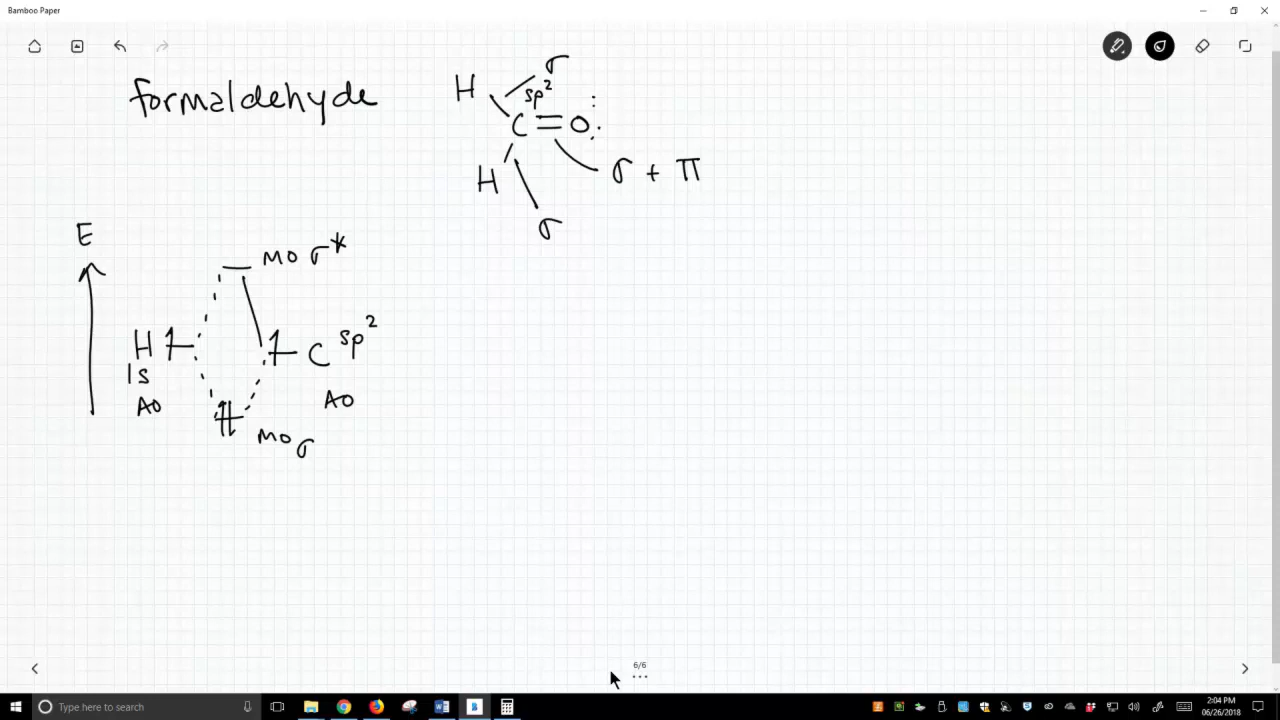 Bamboo Paper
formaldehyde
H σ
sp²
C=O
H σ + π
σ
E
MO σ*
H C sp²
1s
AO AO
MO σ
6/6
Type here to search
2:04 PM
06/26/2018